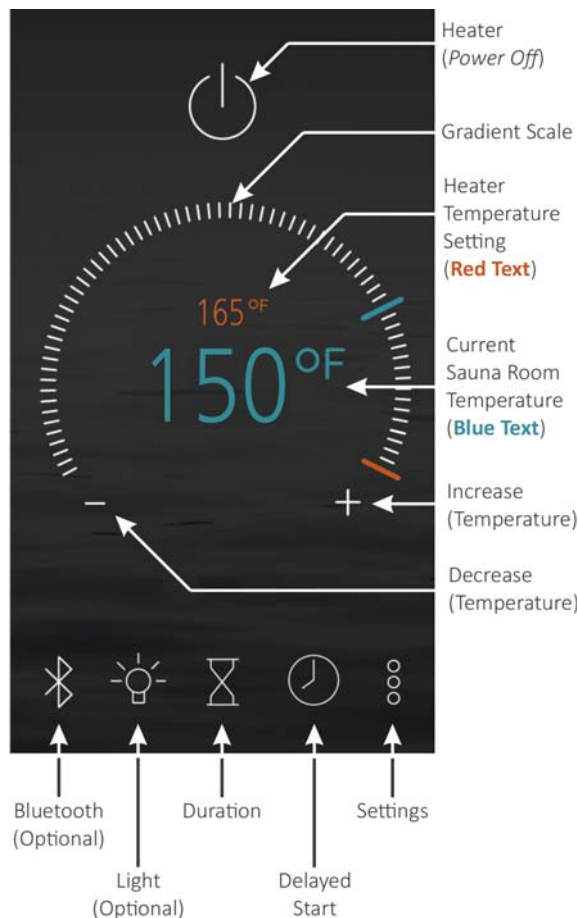 Heater
(Power Off)
Gradient Scale
Heater
Temperature
Setting
(Red Text)
165°F
150°F
Current
Sauna Room
Temperature
(Blue Text)
Increase
(Temperature)
Decrease
(Temperature)
Bluetooth
(Optional)
Duration
Settings
Light
(Optional)
Delayed
Start